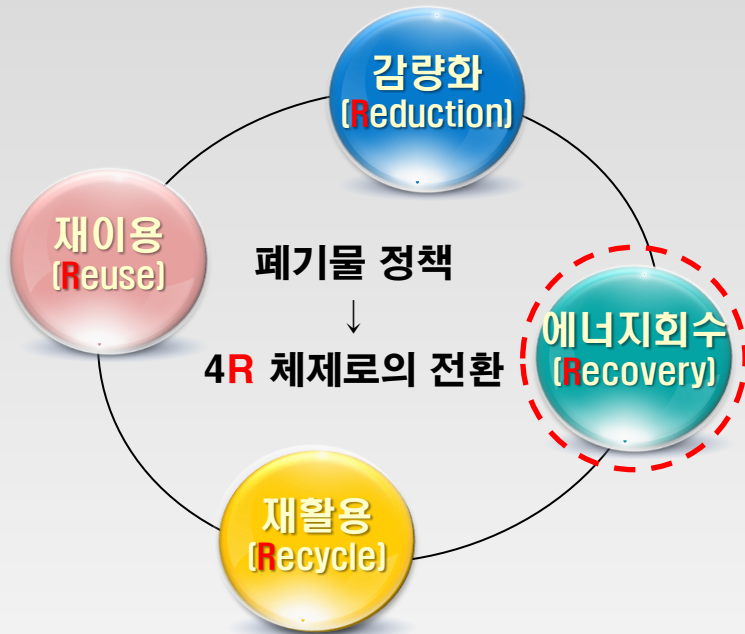 감량화
(Reduction)
재이용
(Reuse)
폐기물 정책
↓
4R 체제로의 전환
에너지회수
(Recovery)
재활용
(Recycle)